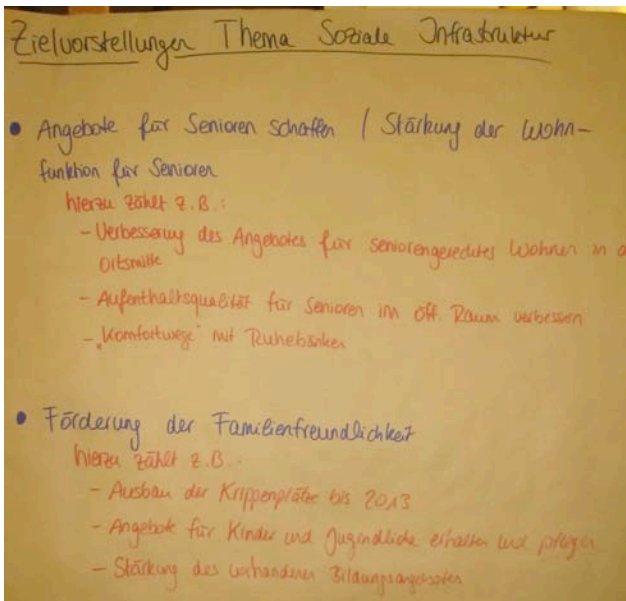 Zielvorstellungen Thema Soziale Infrastruktur
• Angebote für Senioren schaffen / Stärkung der Wohn-
funktion für Senioren
hierzu zählt z.B.:
- Verbesserung des Angebotes für seniorengerechtes Wohnen in d
Ortsmitte
- Aufenthaltsqualität für Senioren im öff. Raum verbessern
- „Komfortwege" mit Ruhebänken
• Förderung der Familienfreundlichkeit
hierzu zählt z.B.:
- Ausbau der Krippenplätze bis 2013
- Angebote für Kinder und Jugendliche erhalten und pflegen
- Stärkung des vorhandenen Bildungsangebotes